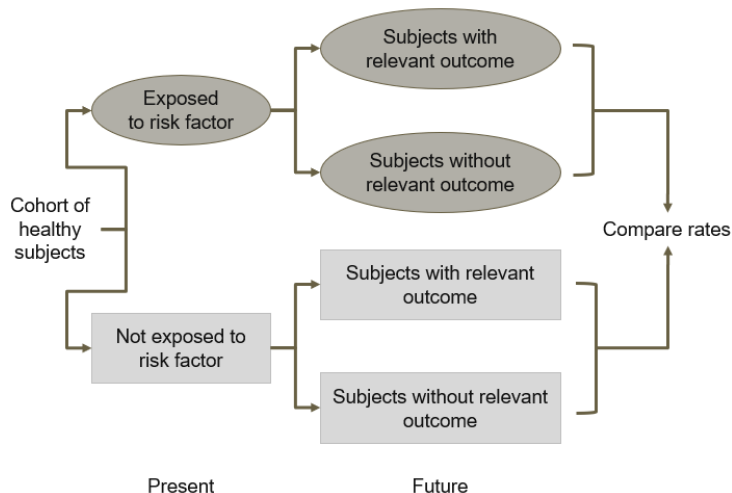 Subjects with
relevant outcome
Exposed
to risk factor
Subjects without
relevant outcome
Cohort of
healthy
subjects
Compare rates
Subjects with relevant
outcome
Not exposed to
risk factor
Subjects without relevant
outcome
Present
Future